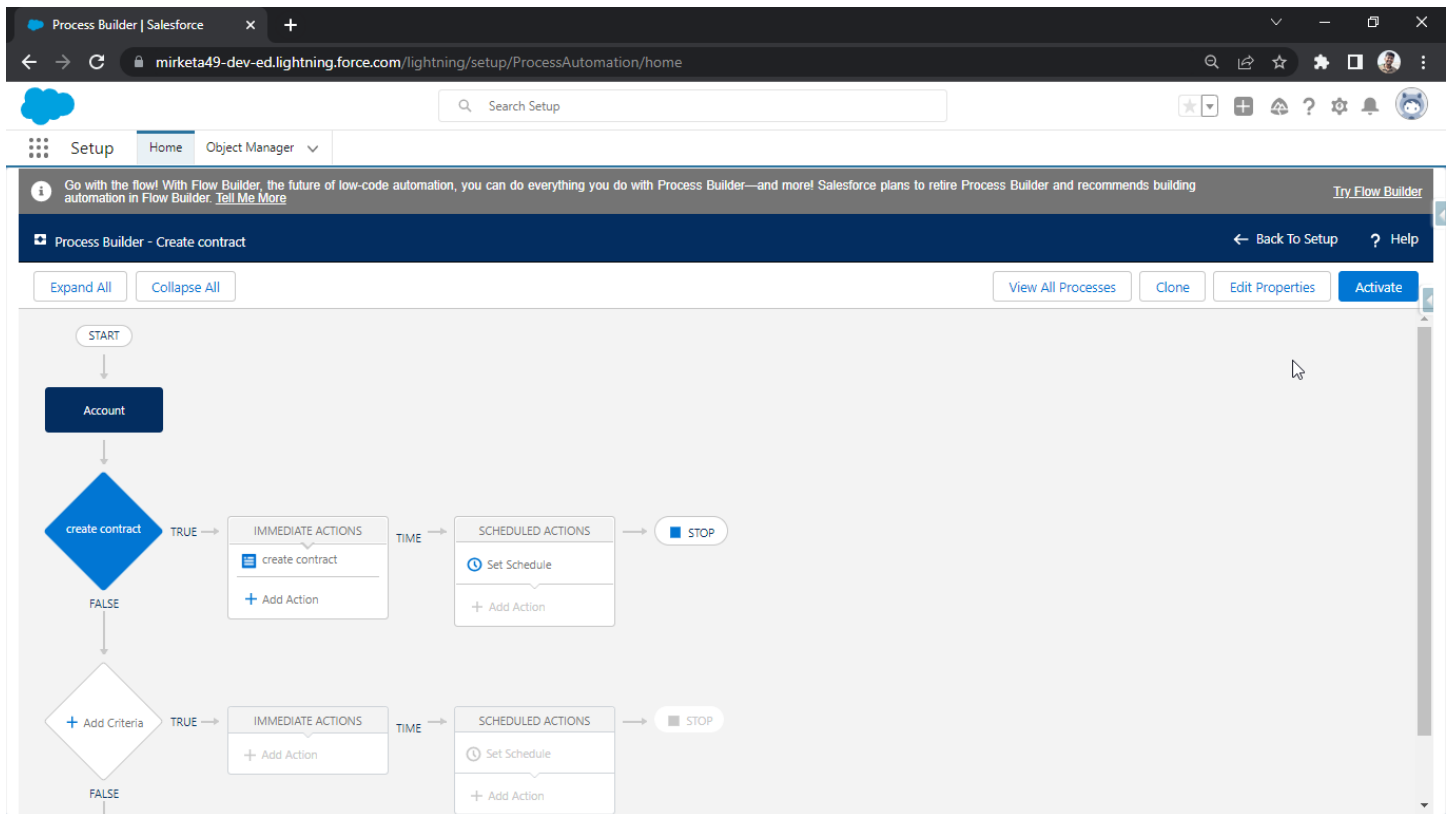 Process Builder | Salesforce
mirketa49-dev-ed.lightning.force.com/lightning/setup/ProcessAutomation/home
Search Setup
Setup Home Object Manager
Go with the flow! With Flow Builder, the future of low-code automation, you can do everything you do with Process Builder—and more! Salesforce plans to retire Process Builder and recommends building
automation in Flow Builder. Tell Me More
Try Flow Builder
Process Builder - Create contract
Back To Setup ? Help
Expand All Collapse All View All Processes Clone Edit Properties Activate
START
Account
create contract
TRUE
IMMEDIATE ACTIONS
create contract
+ Add Action
TIME
SCHEDULED ACTIONS
Set Schedule
+ Add Action
STOP
FALSE
+ Add Criteria
TRUE
IMMEDIATE ACTIONS
+ Add Action
TIME
SCHEDULED ACTIONS
Set Schedule
+ Add Action
STOP
FALSE